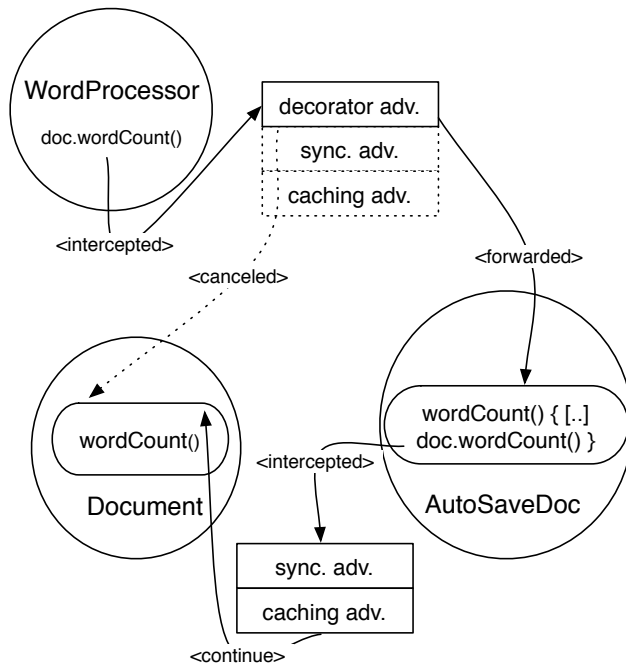 WordProcessor
doc.wordCount()
decorator adv.
sync. adv.
caching adv.
<intercepted>
<canceled>
<forwarded>
wordCount()
Document
wordCount() { [..]
doc.wordCount() }
AutoSaveDoc
<intercepted>
sync. adv.
caching adv.
<continue>